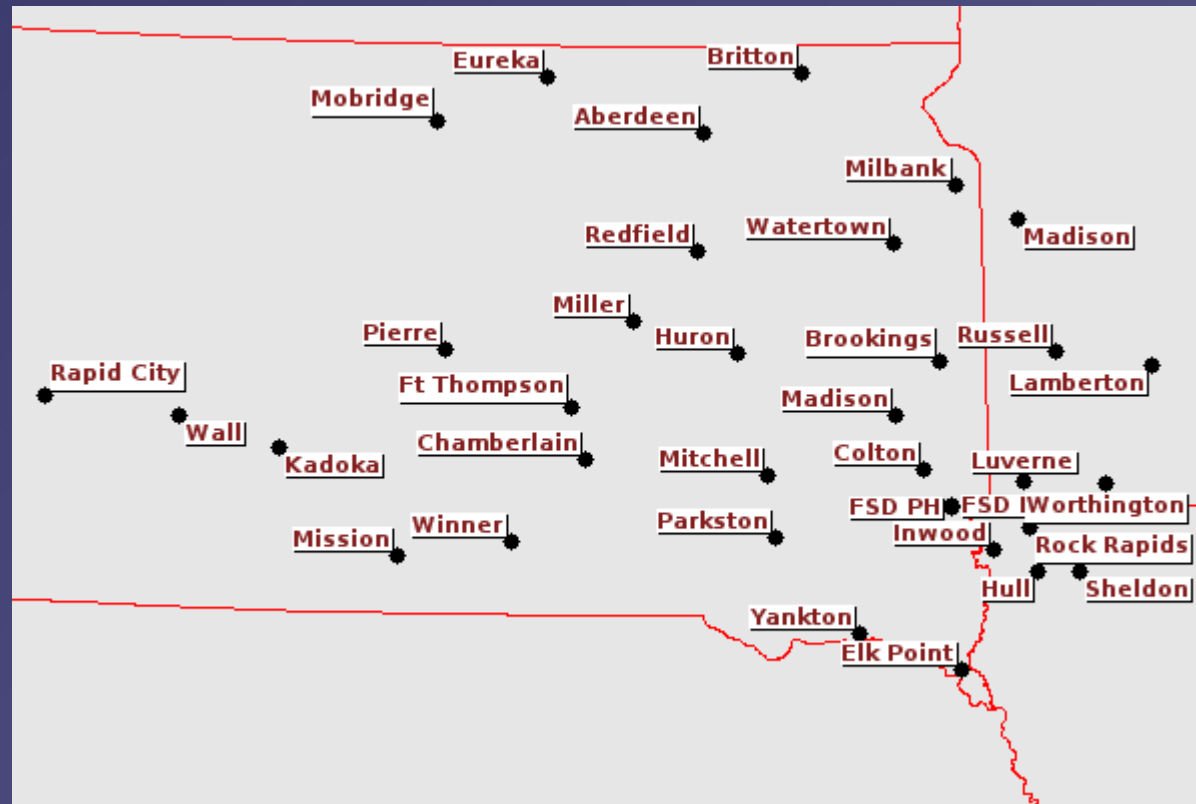 Eureka
Britton
Mobridge
Aberdeen
Milbank
Watertown
Redfield
Madison
Miller
Pierre
Huron
Brookings
Russell
Rapid City
Ft Thompson
Lamberton
Madison
Wall
Chamberlain
Kadoka
Mitchell
Colton
Luverne
FSD PH
FSD
Worthington
Mission
Winner
Parkston
Inwood
Rock Rapids
Hull
Sheldon
Yankton
Elk Point